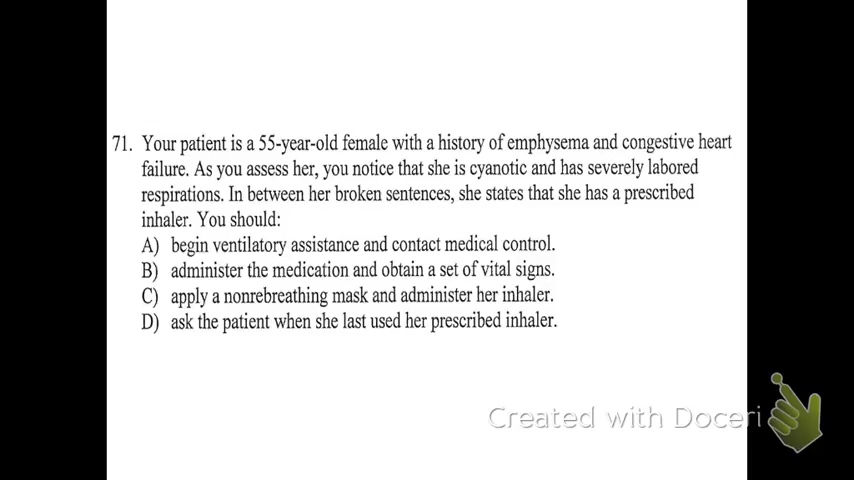 71. Your patient is a 55-year-old female with a history of emphysema and congestive heart
failure. As you assess her, you notice that she is cyanotic and has severely labored
respirations. In between her broken sentences, she states that she has a prescribed
inhaler. You should:
A) begin ventilatory assistance and contact medical control.
B) administer the medication and obtain a set of vital signs.
C) apply a nonrebreathing mask and administer her inhaler.
D) ask the patient when she last used her prescribed inhaler.
Created with Doceri